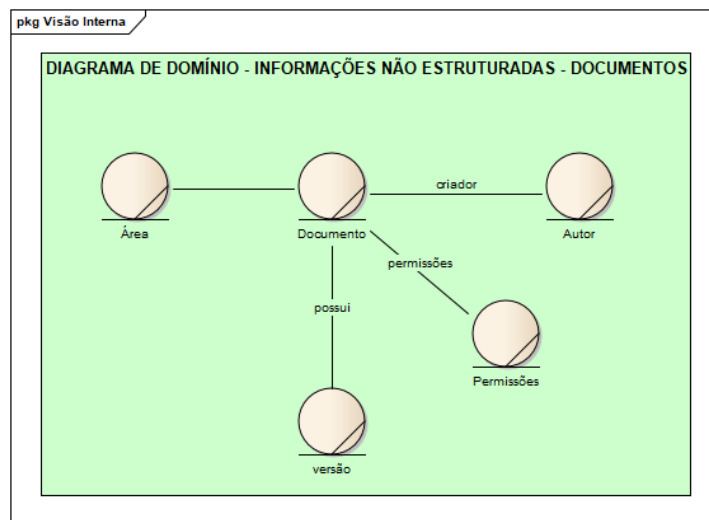 pkg Visão Interna
DIAGRAMA DE DOMÍNIO - INFORMAÇÕES NÃO ESTRUTURADAS - DOCUMENTOS
criador
Área
Documento
Autor
permissões
possui
Permissões
versão